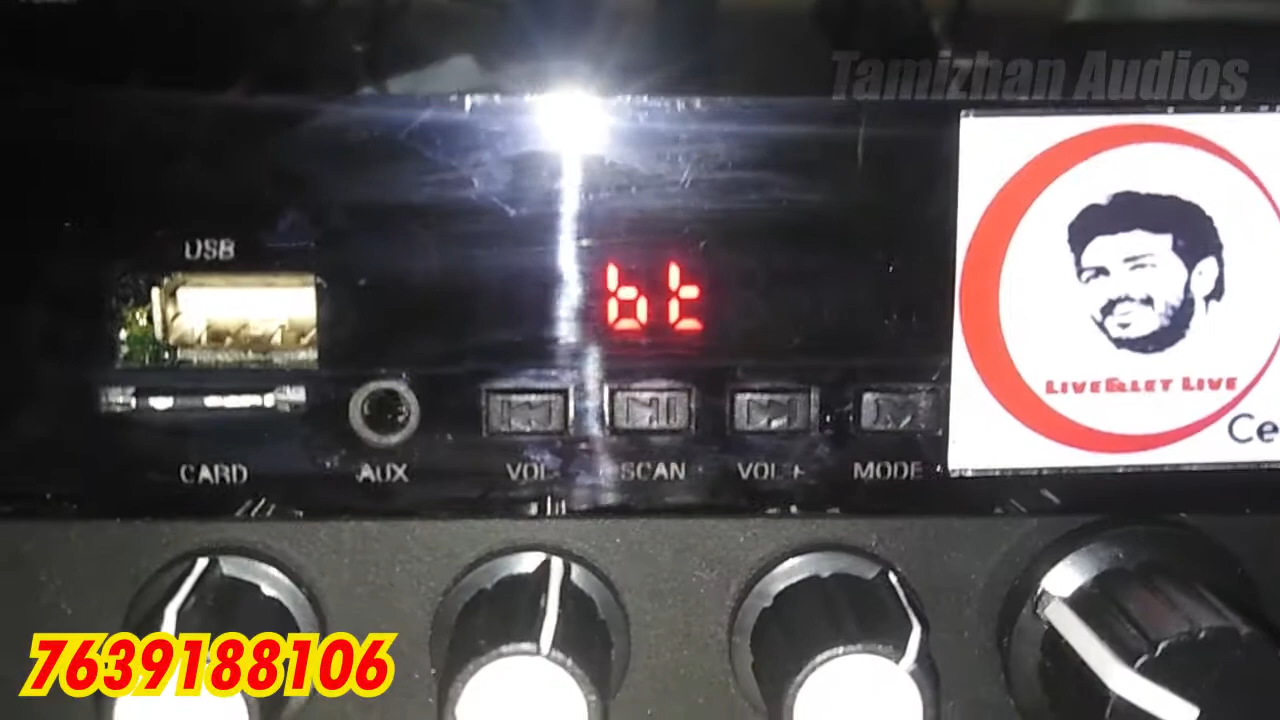 Tamizhan Audios
USB
bt
LIVE & LET LIVE
Ce
CARD
AUX
VOL-
SCAN
VOL+
MODE
M
7639188106